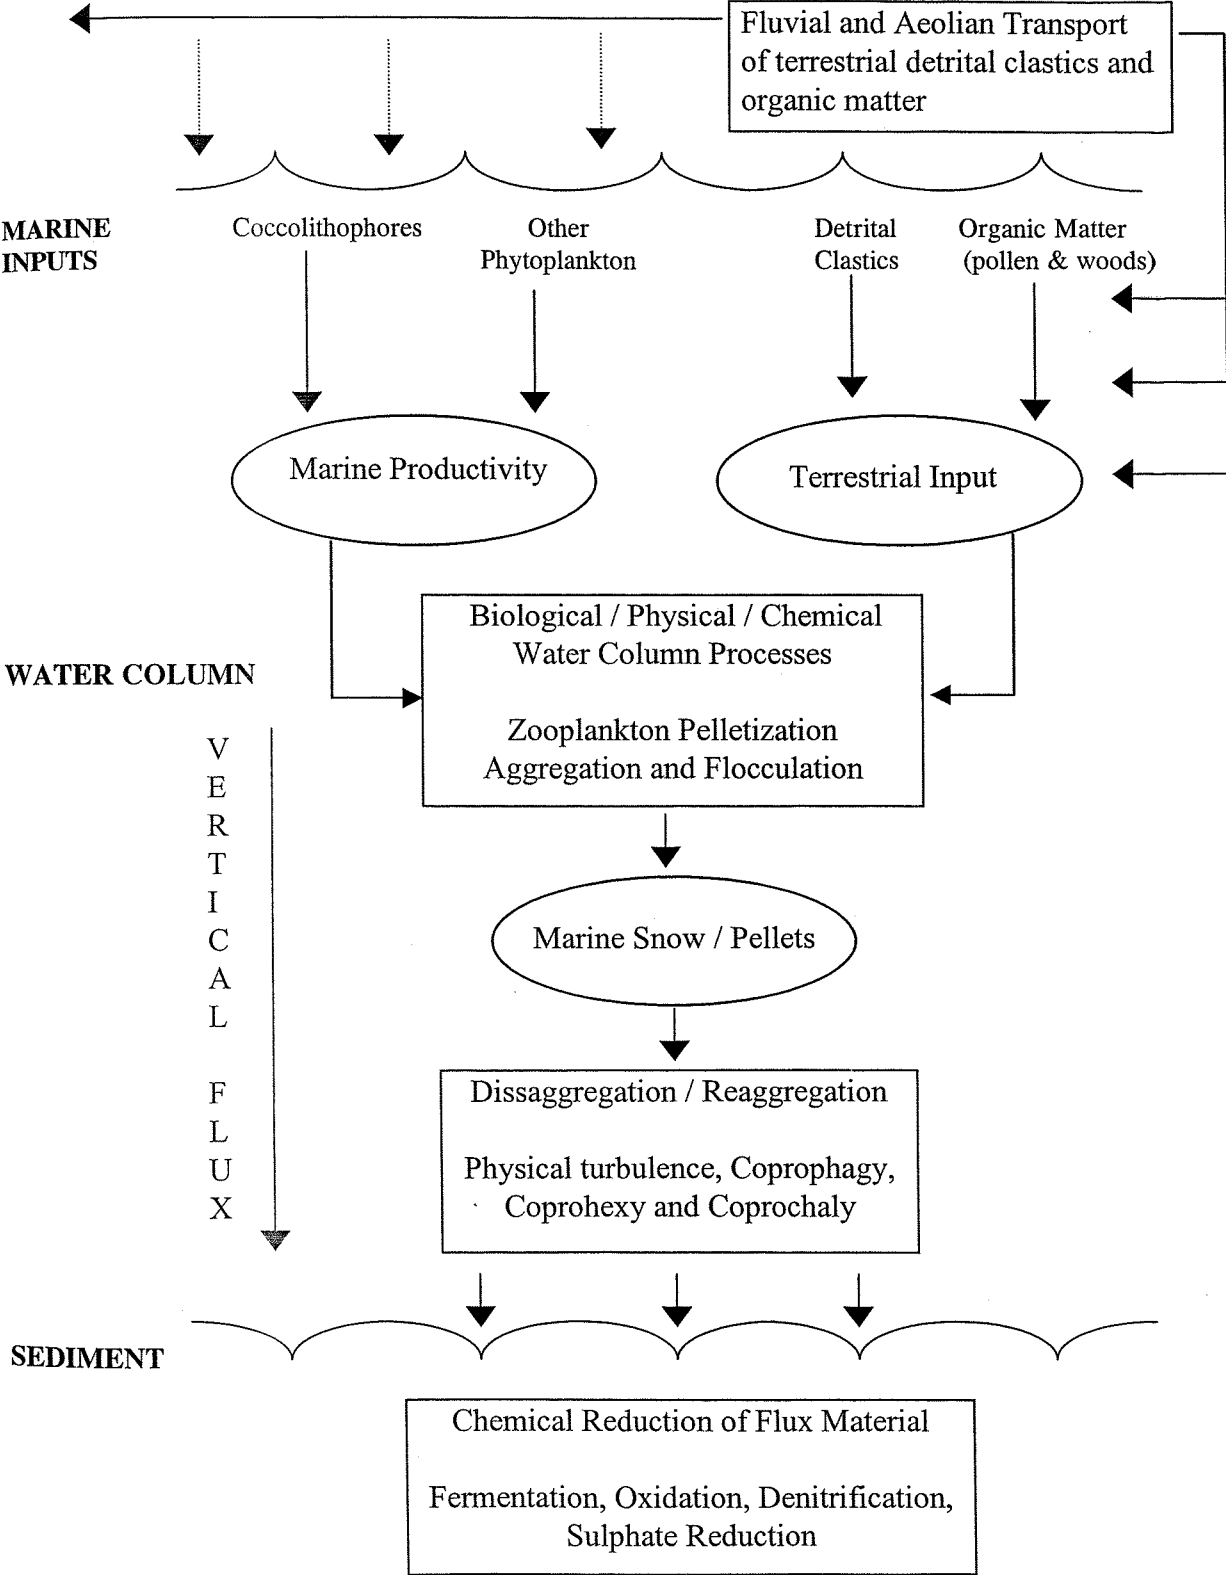 Fluvial and Aeolian Transport
of terrestrial detrital clastics and
organic matter
MARINE
INPUTS
Coccolithophores
Other
Phytoplankton
Detrital
Clastics
Organic Matter
(pollen & woods)
Marine Productivity
Terrestrial Input
WATER COLUMN
Biological / Physical / Chemical
Water Column Processes
Zooplankton Pelletization
Aggregation and Flocculation
V
E
R
T
I
C
A
L
F
L
U
X
Marine Snow / Pellets
Dissaggregation / Reaggregation
Physical turbulence, Coprophagy,
Coprohexy and Coprochaly
SEDIMENT
Chemical Reduction of Flux Material
Fermentation, Oxidation, Denitrification,
Sulphate Reduction